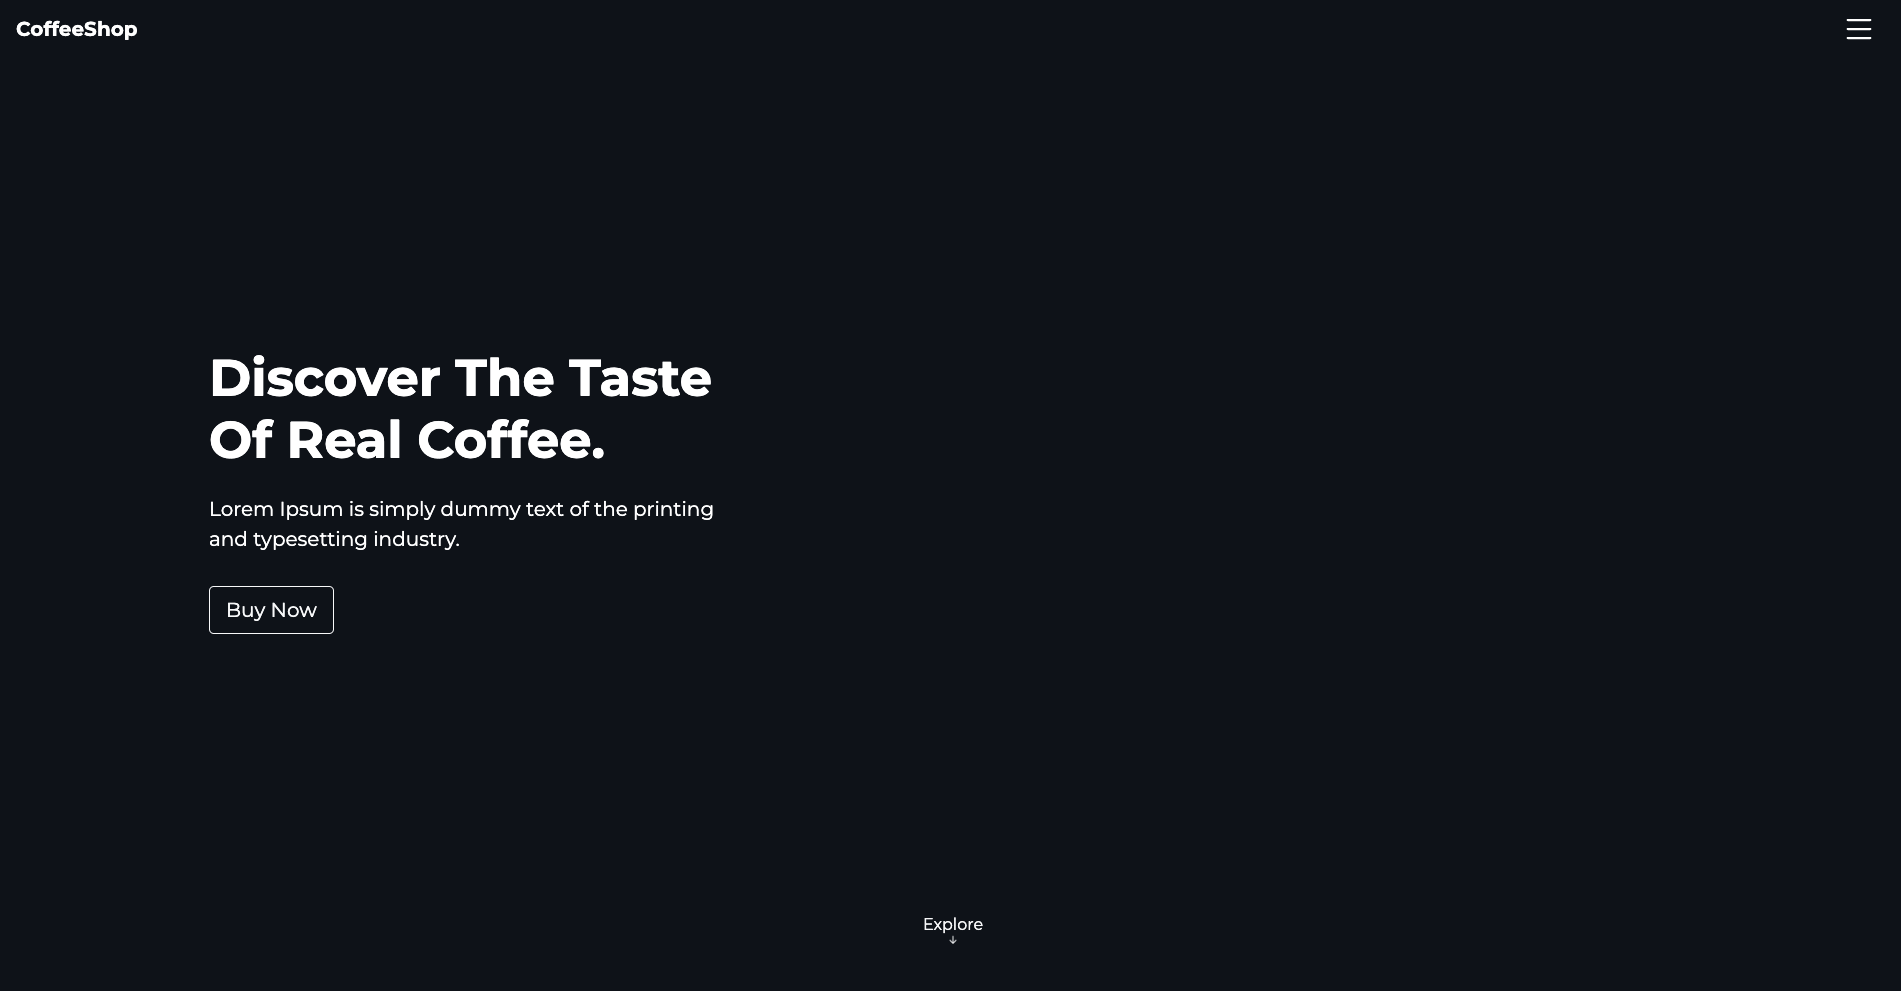 CoffeeShop
Discover The Taste
Of Real Coffee.
Lorem Ipsum is simply dummy text of the printing
and typesetting industry.
Buy Now
Explore
↓